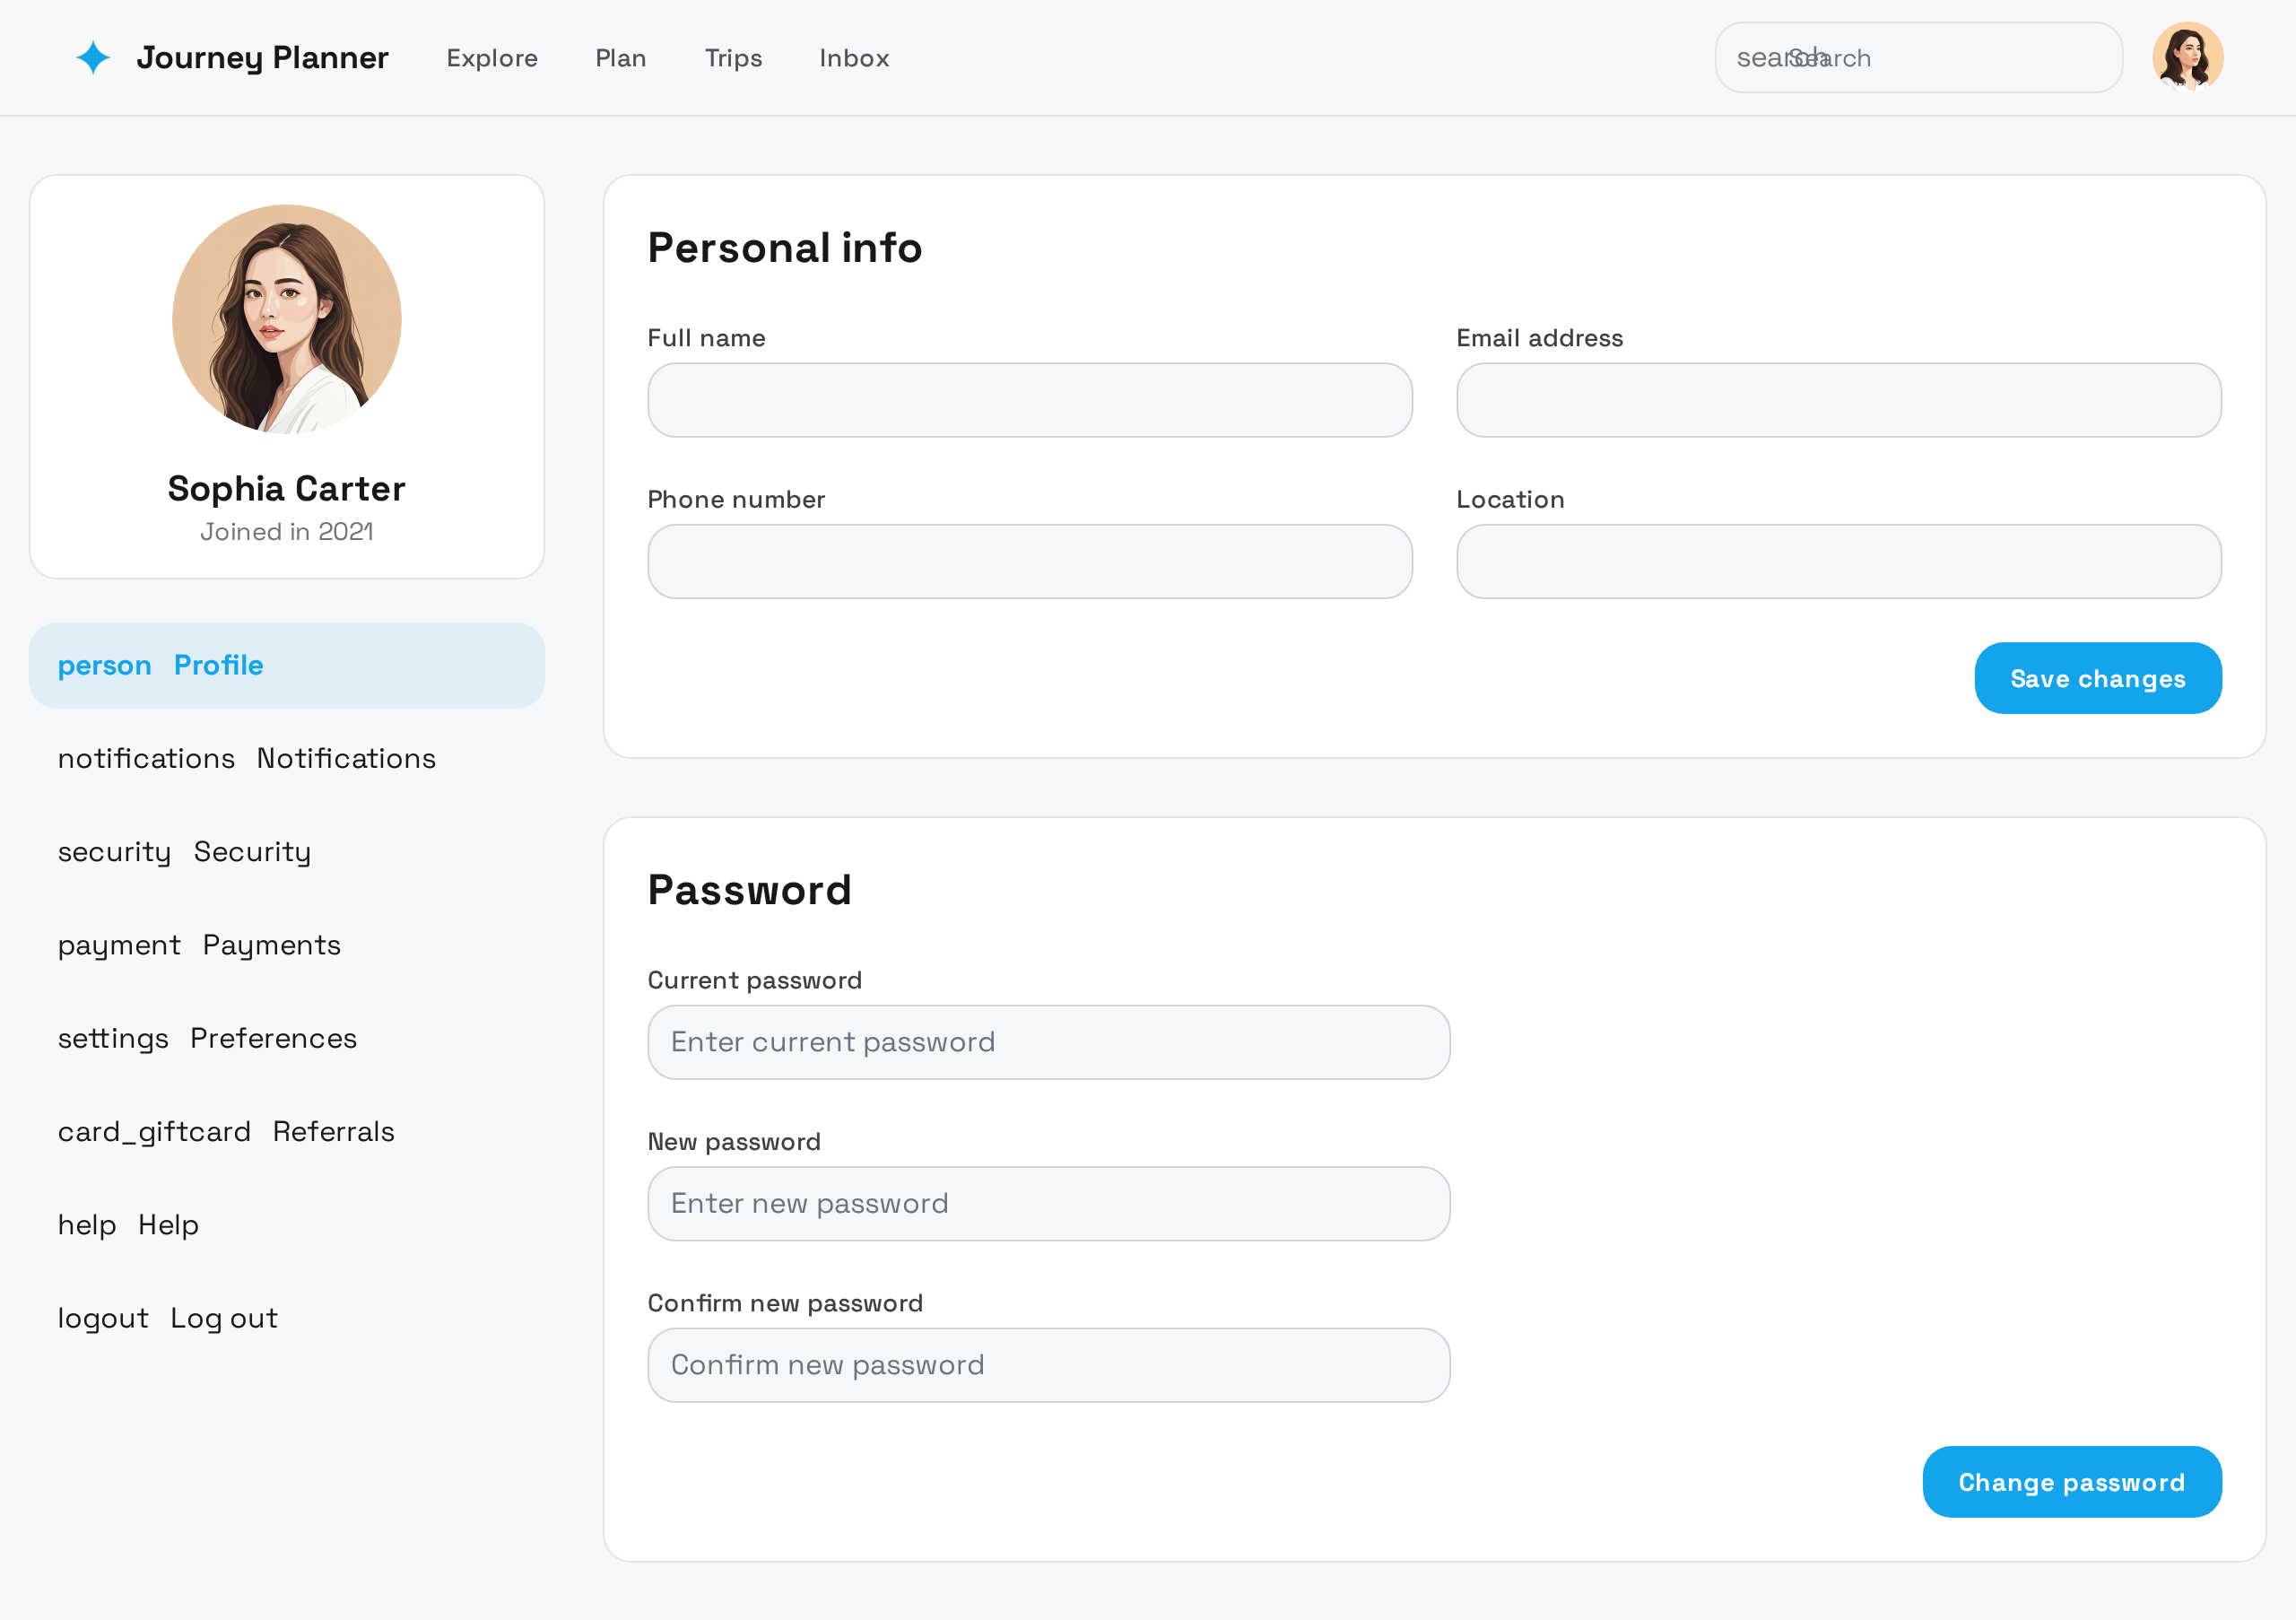 Journey Planner Explore Plan Trips Inbox search Search
Sophia Carter
Joined in 2021
person Profile
notifications Notifications
security Security
payment Payments
settings Preferences
card_giftcard Referrals
help Help
logout Log out
Personal info
Full name Email address
Phone number Location
Save changes
Password
Current password
Enter current password
New password
Enter new password
Confirm new password
Confirm new password
Change password